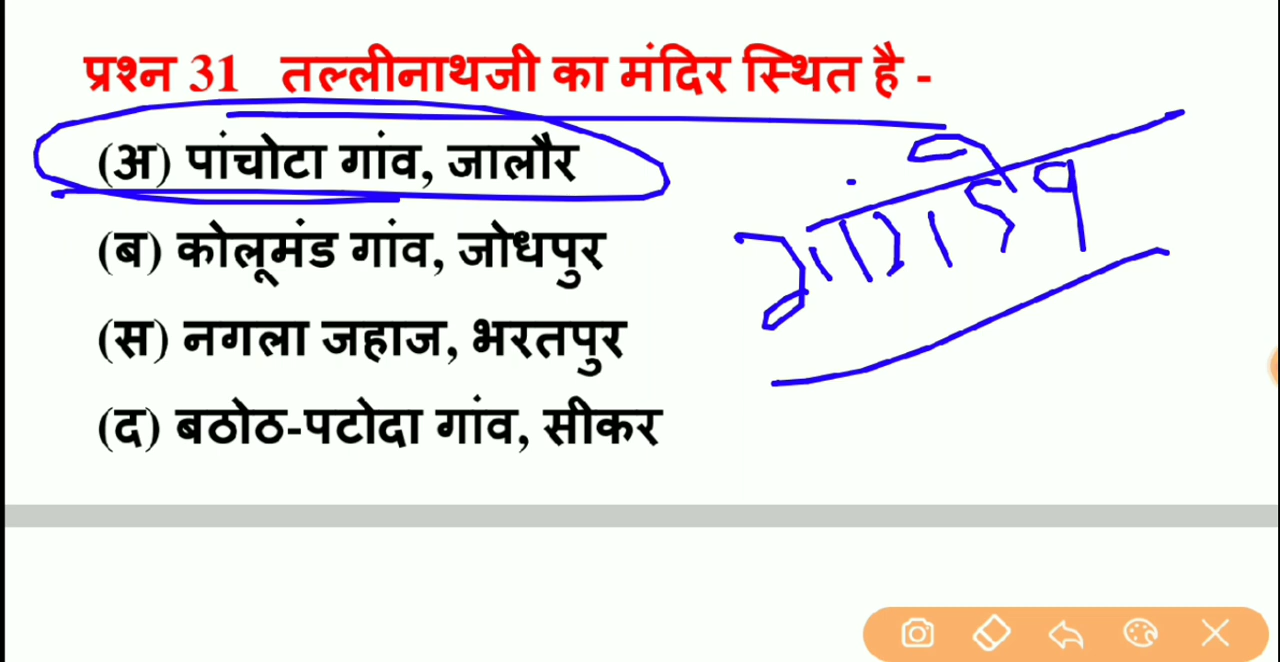 प्रश्न 31 तल्लीनाथजी का मंदिर स्थित है -
(अ) पांचोटा गांव, जालौर
(ब) कोलूमंड गांव, जोधपुर
(स) नगला जहाज, भरतपुर
(द) बठोठ-पटोदा गांव, सीकर